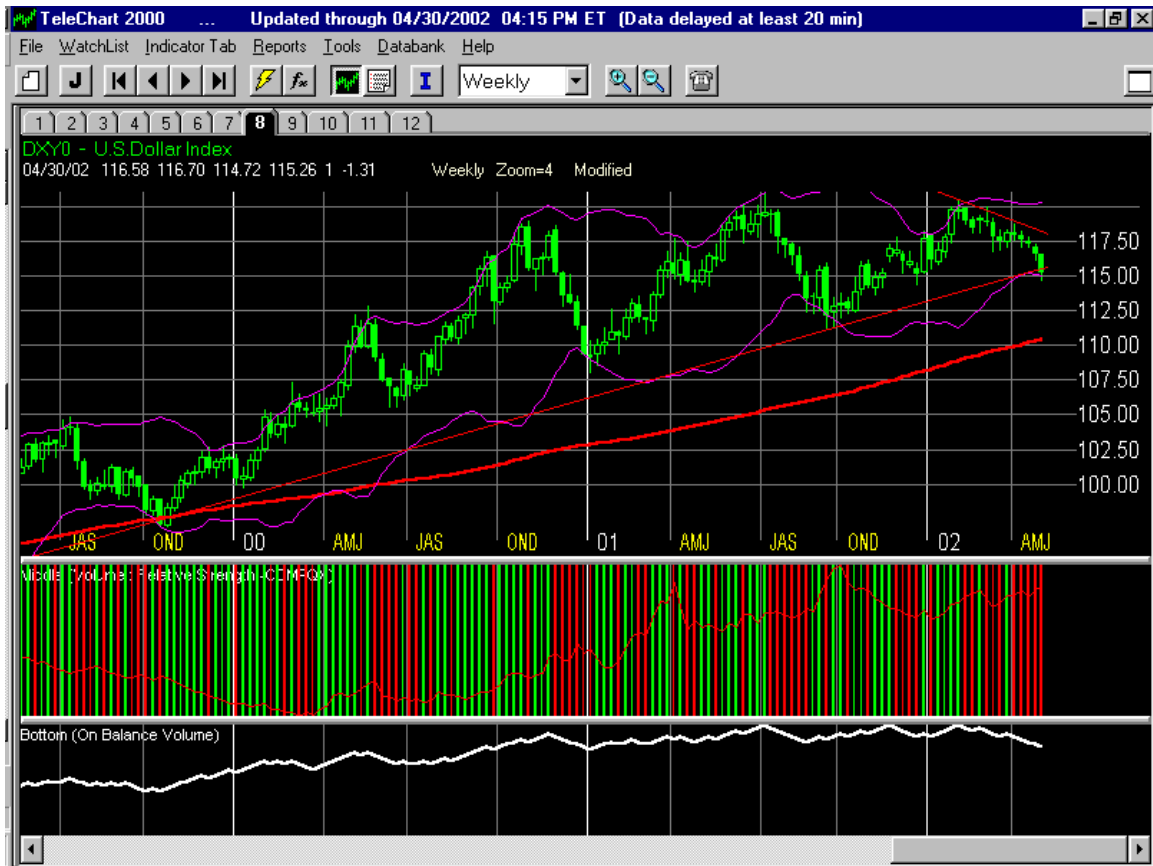 TeleChart 2000 ... Updated through 04/30/2002 04:15 PM ET (Data delayed at least 20 min)
File WatchList Indicator Tab Reports Tools Databank Help
J I Weekly
1 2 3 4 5 6 7 8 9 10 11 12
DXY0 - U.S.Dollar Index
04/30/02 116.58 116.70 114.72 115.26 1 -1.31 Weekly Zoom=4 Modified
117.50
115.00
112.50
110.00
107.50
105.00
102.50
100.00
JAS OND 00 AMJ JAS OND 01 AMJ JAS OND 02 AMJ
Middle (Volume: Relative Strength
Bottom (On Balance Volume)